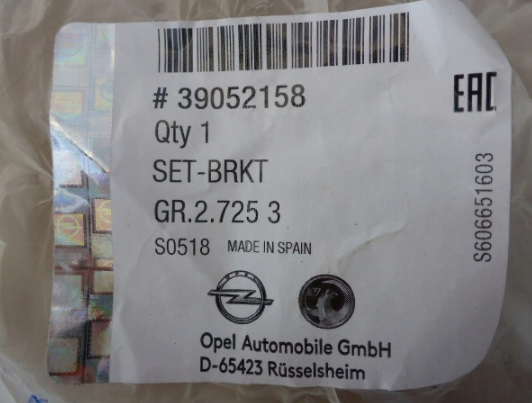 # 39052158
EAC
Qty 1
SET-BRKT
GR.2.725 3
S0518 MADE IN SPAIN
S606651603
OPEL
Opel Automobile GmbH
D-65423 Rüsselsheim